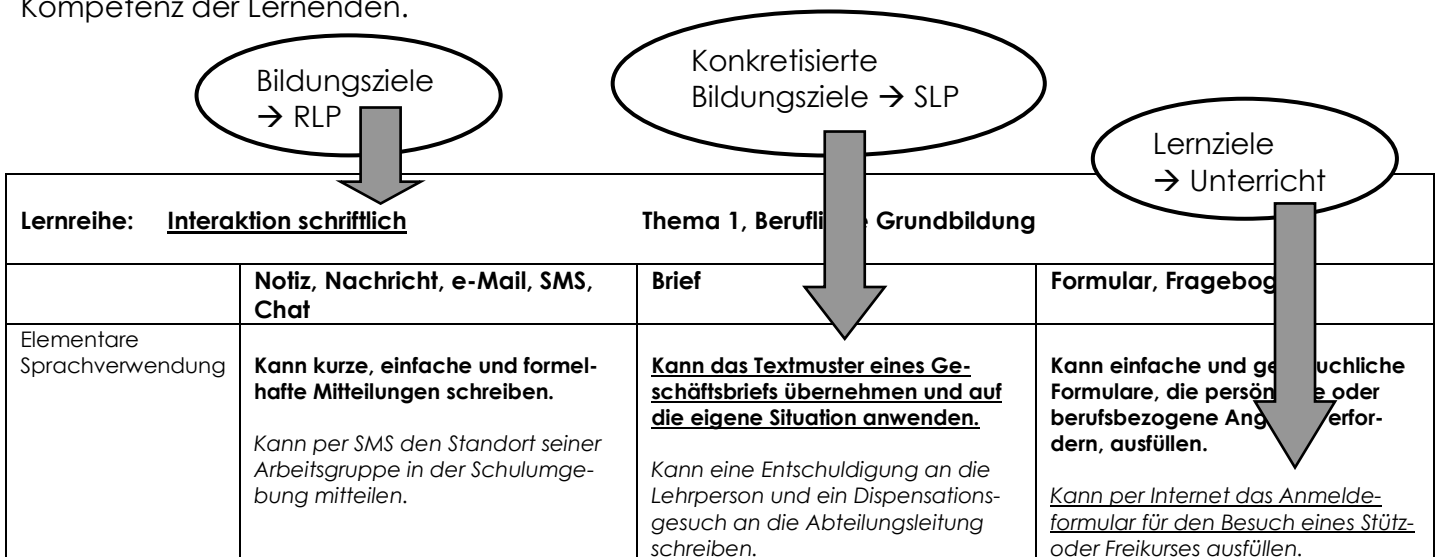 Kompetenz der Lernenden.
Bildungsziele
→ RLP
Konkretisierte
Bildungsziele → SLP
Lernziele
→ Unterricht
Lernreihe: Interaktion schriftlich
Thema 1, Berufli e Grundbildung
Notiz, Nachricht, e-Mail, SMS,
Chat
Brief
Formular, Fragebog
Elementare
Sprachverwendung
Kann kurze, einfache und formel-
hafte Mitteilungen schreiben.
Kann per SMS den Standort seiner
Arbeitsgruppe in der Schulumge-
bung mitteilen.
Kann das Textmuster eines Ge-
schäftsbriefs übernehmen und auf
die eigene Situation anwenden.
Kann eine Entschuldigung an die
Lehrperson und ein Dispensations-
gesuch an die Abteilungsleitung
schreiben.
Kann einfache und ge uchliche
Formulare, die persön e oder
berufsbezogene Ang erfor-
dern, ausfüllen.
Kann per Internet das Anmelde-
formular für den Besuch eines Stütz-
oder Freikurses ausfüllen.